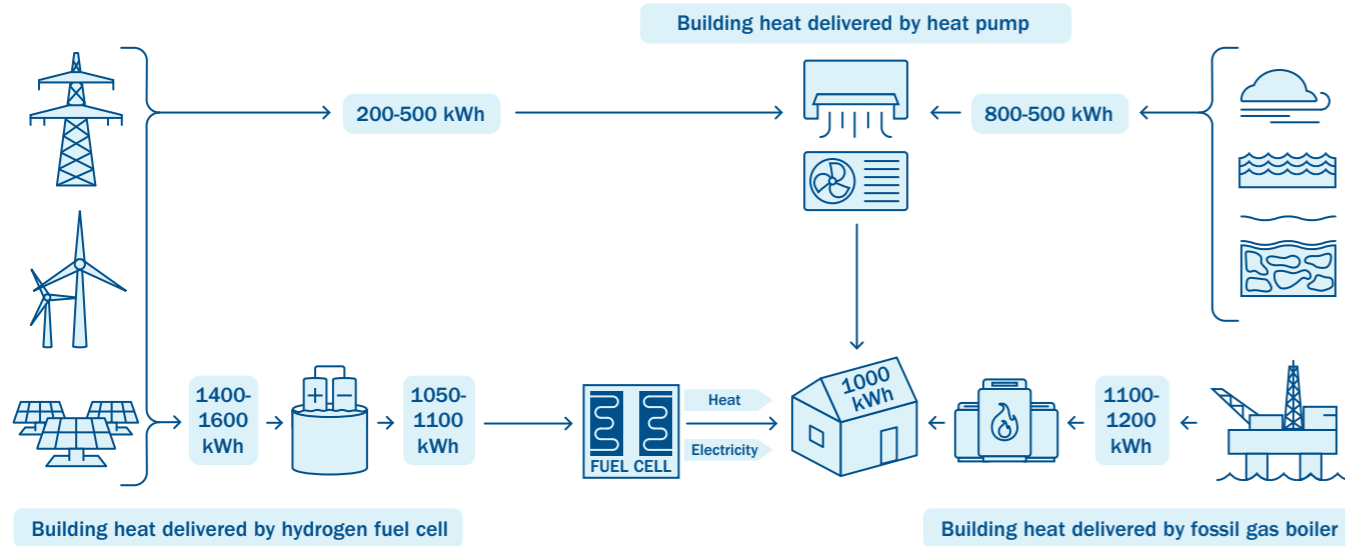 Building heat delivered by heat pump
200-500 kWh
800-500 kWh
1400-
1600
kWh
+ −
1050-
1100
kWh
FUEL CELL
Heat
Electricity
1000
kWh
1100-
1200
kWh
Building heat delivered by hydrogen fuel cell
Building heat delivered by fossil gas boiler